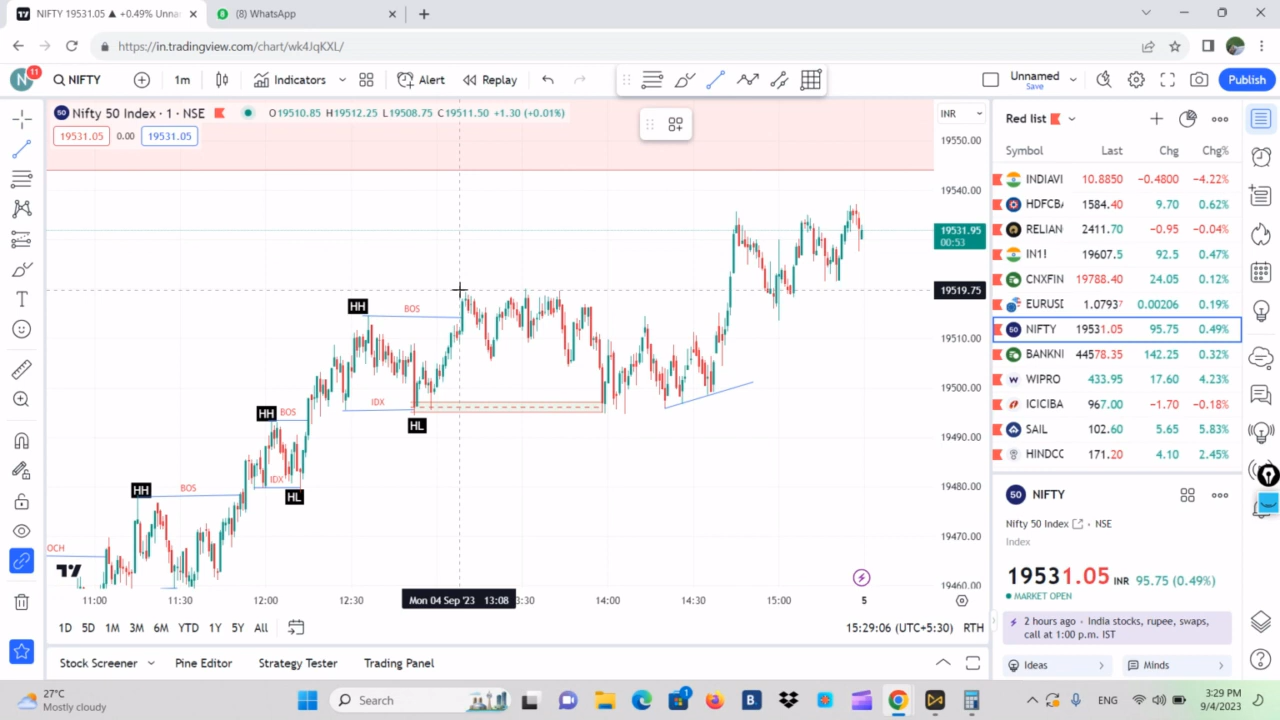 NIFTY 19531.05 ▲ +0.49% Unna
(8) WhatsApp
https://in.tradingview.com/chart/wk4JqKXL/
N 11 NIFTY 1m Indicators Alert Replay Unnamed Save Publish
50 Nifty 50 Index · 1 · NSE O19510.85 H19512.25 L19508.75 C19511.50 +1.30 (+0.01%)
19531.05 0.00 19531.05
INR
19550.00
19540.00
19531.95
00:53
19519.75
19510.00
19500.00
19490.00
19480.00
19470.00
19460.00
HH
BOS
IDX
HL
HH
BOS
IDX
HL
HH
BOS
OCH
11:00 11:30 12:00 12:30 Mon 04 Sep '23 13:08 3:30 14:00 14:30 15:00 5
1D 5D 1M 3M 6M YTD 1Y 5Y All 15:29:06 (UTC+5:30) RTH
Stock Screener Pine Editor Strategy Tester Trading Panel
Red list
Symbol Last Chg Chg%
INDIAVI 10.8850 −0.4800 −4.22%
HDFCBA 1584.40 9.70 0.62%
RELIAN 2411.70 −0.95 −0.04%
IN1! 19607.5 92.5 0.47%
CNXFIN 19788.40 24.05 0.12%
EURUSD 1.07937 0.00206 0.19%
50 NIFTY 19531.05 95.75 0.49%
BANKNI 44578.35 142.25 0.32%
W WIPRO 433.95 17.60 4.23%
ICICIBA 967.00 −1.70 −0.18%
SAIL 102.60 5.65 5.83%
HINDCC 171.20 4.10 2.45%
50 NIFTY
Nifty 50 Index · NSE
Index
19531.05 INR 95.75 (0.49%)
MARKET OPEN
2 hours ago · India stocks, rupee, swaps,
call at 1:00 p.m. IST
Ideas Minds
27°C
Mostly cloudy
Search
1
B
ENG
3:29 PM
9/4/2023